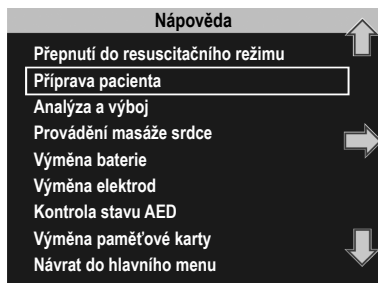 Nápověda
Přepnutí do resuscitačního režimu
Příprava pacienta
Analýza a výboj
Provádění masáže srdce
Výměna baterie
Výměna elektrod
Kontrola stavu AED
Výměna paměťové karty
Návrat do hlavního menu